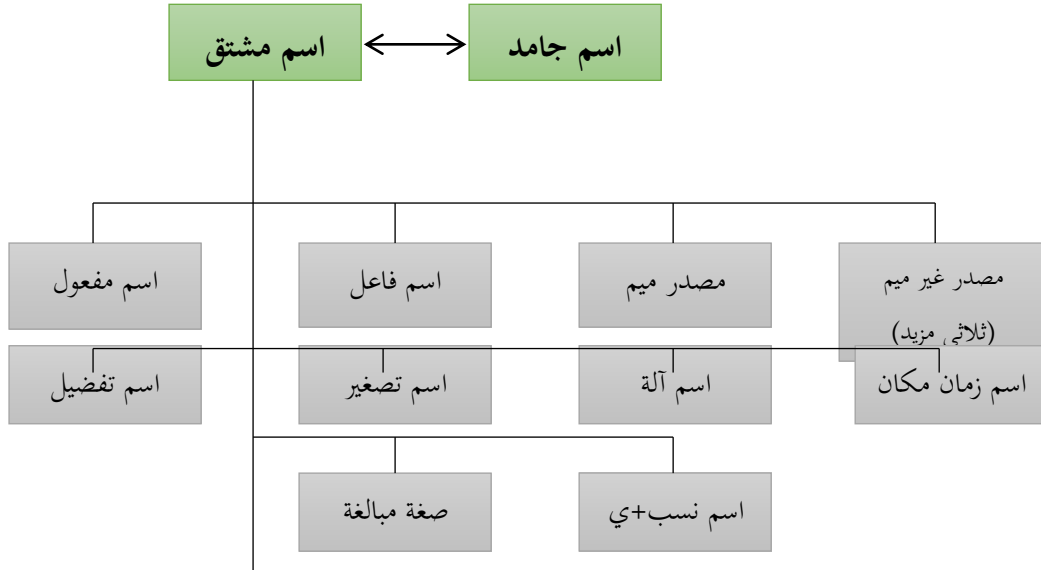 اسم جامد
اسم مشتق
مصدر غير ميم
(ثلاثي مزيد)
مصدر ميم
اسم فاعل
اسم مفعول
اسم زمان مكان
اسم آلة
اسم تصغير
اسم تفضيل
اسم نسب+ي
صغة مبالغة